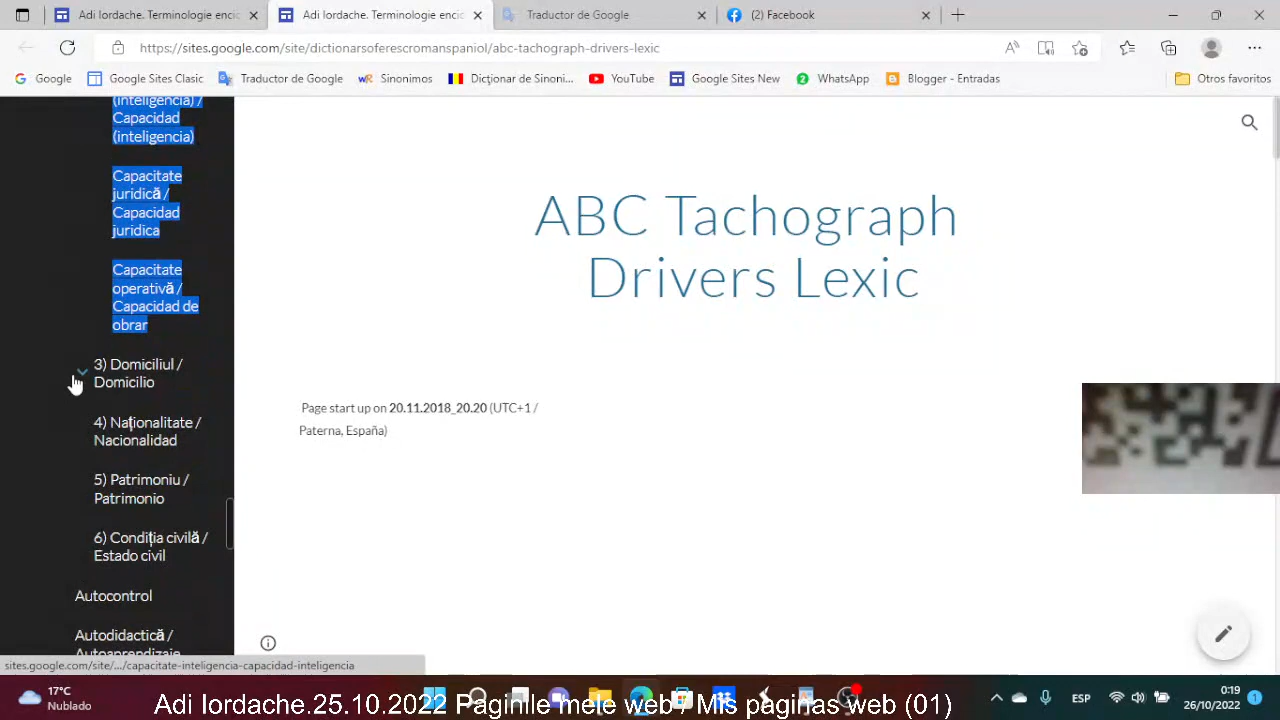 Adi Iordache. Terminologie encic
Adi Iordache. Terminologie encic
Traductor de Google
(2) Facebook
https://sites.google.com/site/dictionarsoferescromanspaniol/abc-tachograph-drivers-lexic
Google
Google Sites Clasic
Traductor de Google
Sinonimos
Dicționar de Sinoni...
YouTube
Google Sites New
WhatsApp
Blogger - Entradas
Otros favoritos
(inteligencia) /
Capacidad
(inteligencia)
Capacitate
juridică /
Capacidad
juridica
Capacitate
operativă /
Capacidad de
obrar
3) Domiciliul /
Domicilio
4) Naționalitate /
Nacionalidad
5) Patrimoniu /
Patrimonio
6) Condiția civilă /
Estado civil
Autocontrol
Autodidactică /
Autoaprendizaje
ABC Tachograph
Drivers Lexic
Page start up on 20.11.2018_20.20 (UTC+1 /
Paterna, España)
sites.google.com/site/.../capacitate-inteligencia-capacidad-inteligencia
17°C
Nublado
ESP
0:19
26/10/2022
Adi Iordache.25.10.2022 Paginile mele web / Mis páginas web (01)